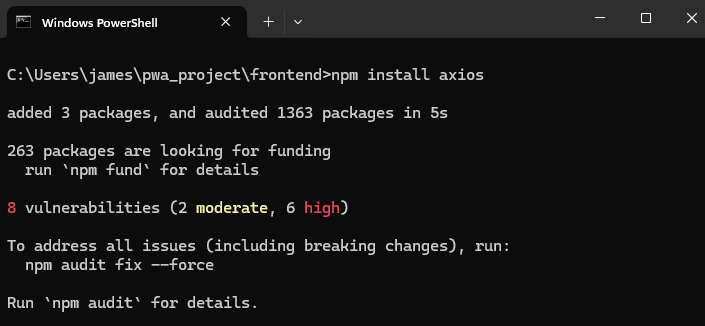 Windows PowerShell
C:\Users\james\pwa_project\frontend>npm install axios
added 3 packages, and audited 1363 packages in 5s
263 packages are looking for funding
  run `npm fund` for details
8 vulnerabilities (2 moderate, 6 high)
To address all issues (including breaking changes), run:
  npm audit fix --force
Run `npm audit` for details.